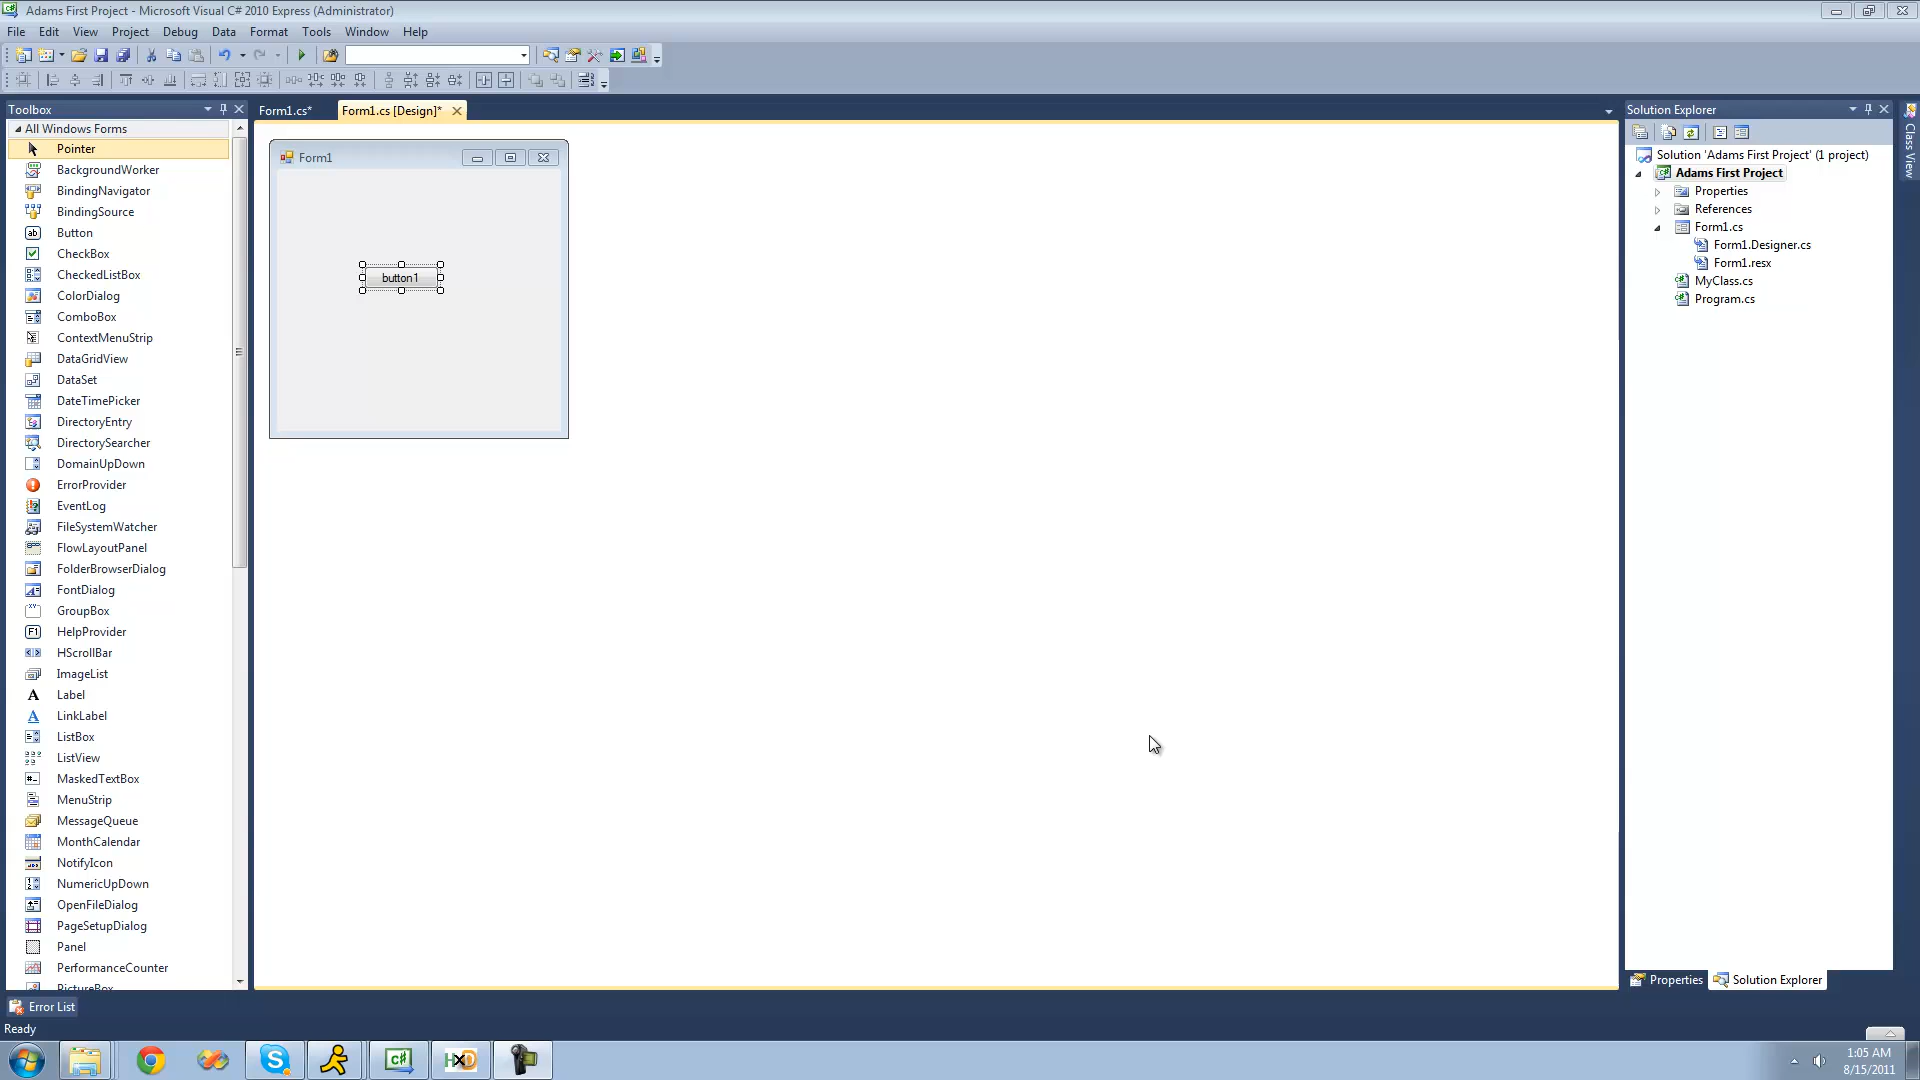 Adams First Project - Microsoft Visual C# 2010 Express (Administrator)
File Edit View Project Debug Data Format Tools Window Help
Toolbox
Form1.cs*
Form1.cs [Design]*
Solution Explorer
All Windows Forms
Pointer
BackgroundWorker
BindingNavigator
BindingSource
Button
CheckBox
CheckedListBox
ColorDialog
ComboBox
ContextMenuStrip
DataGridView
DataSet
DateTimePicker
DirectoryEntry
DirectorySearcher
DomainUpDown
ErrorProvider
EventLog
FileSystemWatcher
FlowLayoutPanel
FolderBrowserDialog
FontDialog
GroupBox
HelpProvider
HScrollBar
ImageList
Label
LinkLabel
ListBox
ListView
MaskedTextBox
MenuStrip
MessageQueue
MonthCalendar
NotifyIcon
NumericUpDown
OpenFileDialog
PageSetupDialog
Panel
PerformanceCounter
PictureBox
Form1
button1
Solution 'Adams First Project' (1 project)
Adams First Project
Properties
References
Form1.cs
Form1.Designer.cs
Form1.resx
MyClass.cs
Program.cs
Class View
Properties
Solution Explorer
Error List
Ready
1:05 AM
8/15/2011